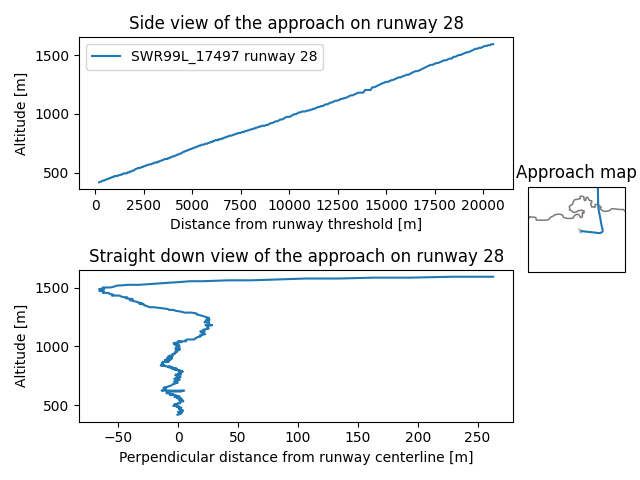 Side view of the approach on runway 28
SWR99L_17497 runway 28
Altitude [m]
1500
1000
500
0
2500
5000
7500
10000
12500
15000
17500
20000
Distance from runway threshold [m]
Approach map
Straight down view of the approach on runway 28
Altitude [m]
1500
1000
500
−50
0
50
100
150
200
250
Perpendicular distance from runway centerline [m]